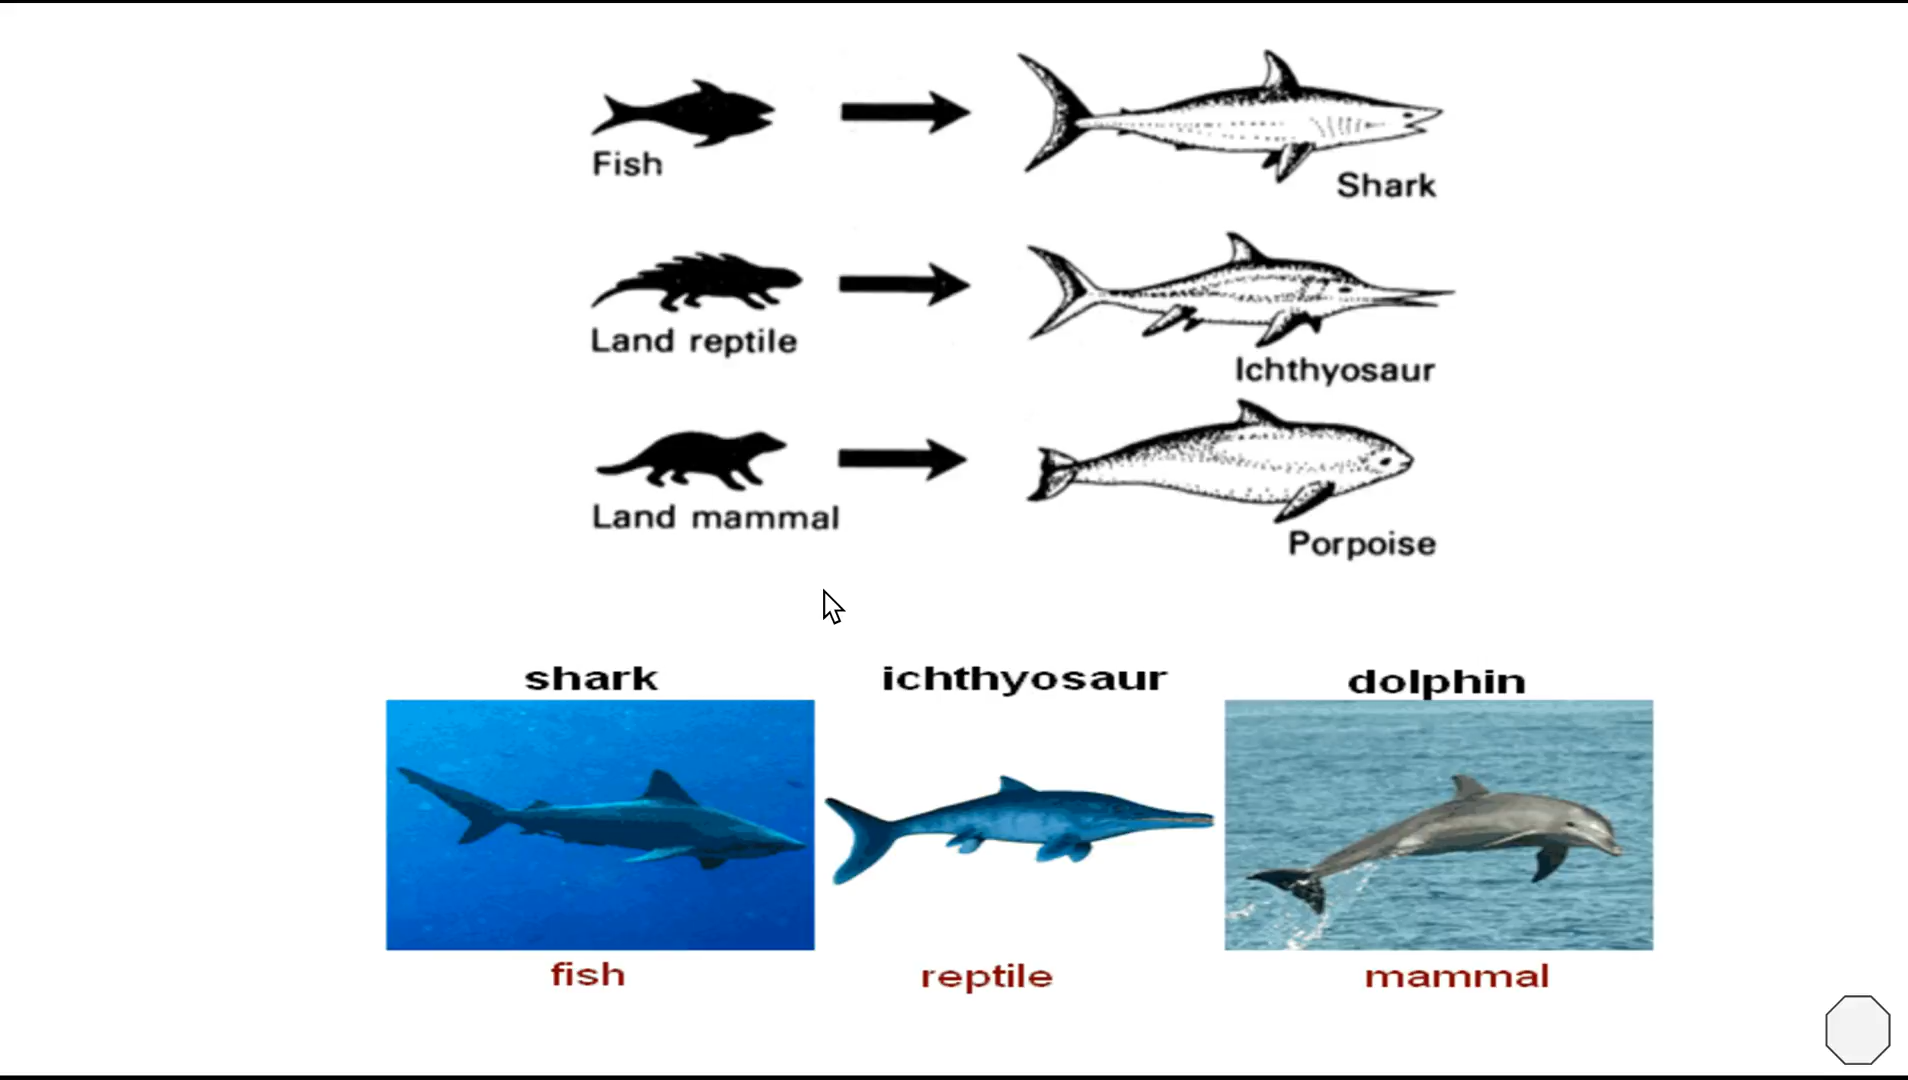 Fish
Shark
Land reptile
Ichthyosaur
Land mammal
Porpoise
shark
ichthyosaur
dolphin
fish
reptile
mammal